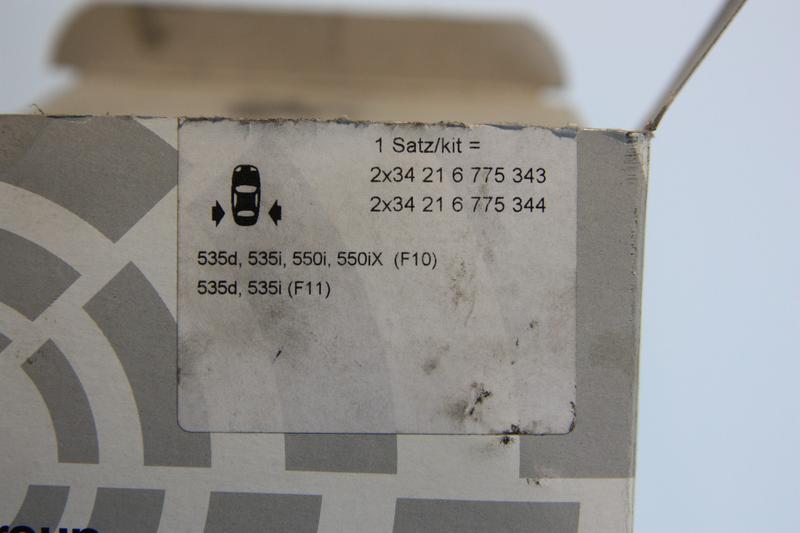 1 Satz/kit =
2x34 21 6 775 343
2x34 21 6 775 344
535d, 535i, 550i, 550iX (F10)
535d, 535i (F11)